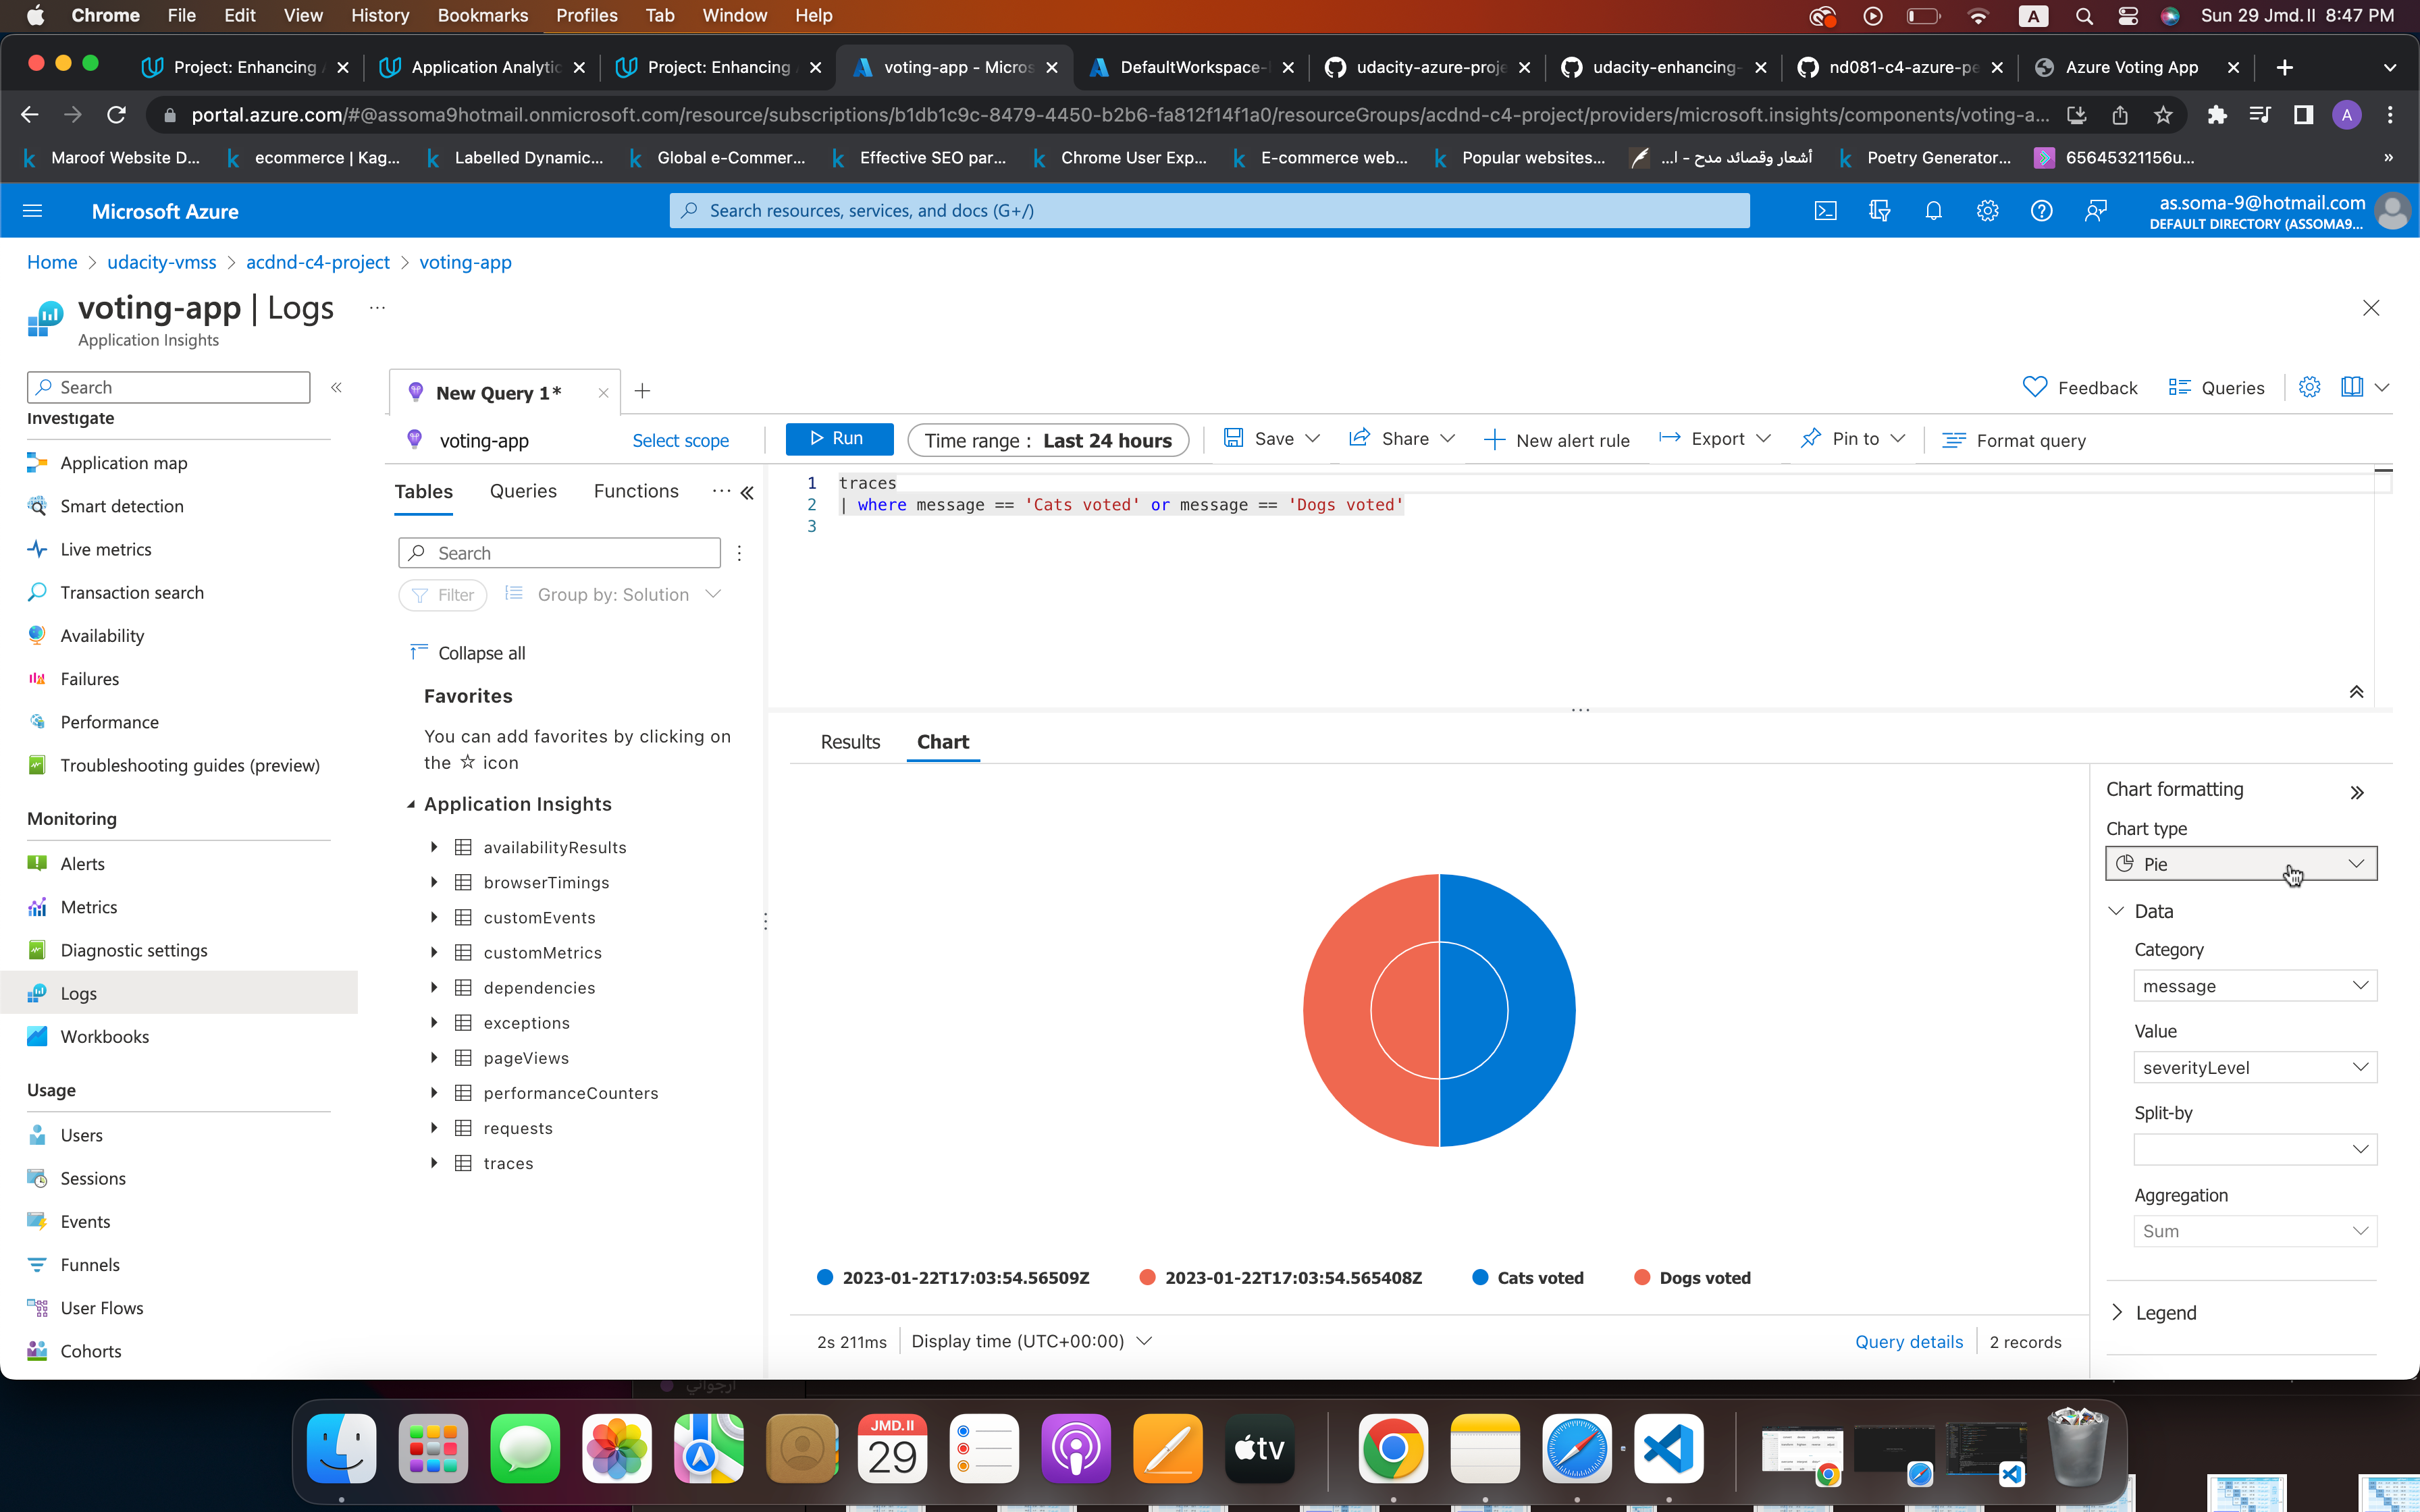 Chrome File Edit View History Bookmarks Profiles Tab Window Help A Sun 29 Jmd.II 8:47 PM
Project: Enhancing Application Analytic Project: Enhancing voting-app - Micros DefaultWorkspace- udacity-azure-proje udacity-enhancing- nd081-c4-azure-pe Azure Voting App
portal.azure.com/#@assoma9hotmail.onmicrosoft.com/resource/subscriptions/b1db1c9c-8479-4450-b2b6-fa812f14f1a0/resourceGroups/acdnd-c4-project/providers/microsoft.insights/components/voting-a... A
Maroof Website D... ecommerce | Kag... Labelled Dynamic... Global e-Commer... Effective SEO par... Chrome User Exp... E-commerce web... Popular websites... أشعار وقصائد مدح - ا... Poetry Generator... 65645321156u... »
Microsoft Azure Search resources, services, and docs (G+/) as.soma-9@hotmail.com
DEFAULT DIRECTORY (ASSOMA9...
Home > udacity-vmss > acdnd-c4-project > voting-app
voting-app | Logs ...
Application Insights
Search
Investigate
Application map
Smart detection
Live metrics
Transaction search
Availability
Failures
Performance
Troubleshooting guides (preview)
Monitoring
Alerts
Metrics
Diagnostic settings
Logs
Workbooks
Usage
Users
Sessions
Events
Funnels
User Flows
Cohorts
New Query 1*
Feedback Queries
voting-app Select scope Run Time range : Last 24 hours Save Share New alert rule Export Pin to Format query
Tables Queries Functions ...
Search
Filter Group by: Solution
Collapse all
Favorites
You can add favorites by clicking on
the ☆ icon
Application Insights
availabilityResults
browserTimings
customEvents
customMetrics
dependencies
exceptions
pageViews
performanceCounters
requests
traces
1 traces
2 | where message == 'Cats voted' or message == 'Dogs voted'
3
Results Chart
2023-01-22T17:03:54.56509Z 2023-01-22T17:03:54.565408Z Cats voted Dogs voted
2s 211ms Display time (UTC+00:00) Query details 2 records
Chart formatting
Chart type
Pie
Data
Category
message
Value
severityLevel
Split-by
Aggregation
Sum
Legend
أرجواني
JMD.II
29
tv